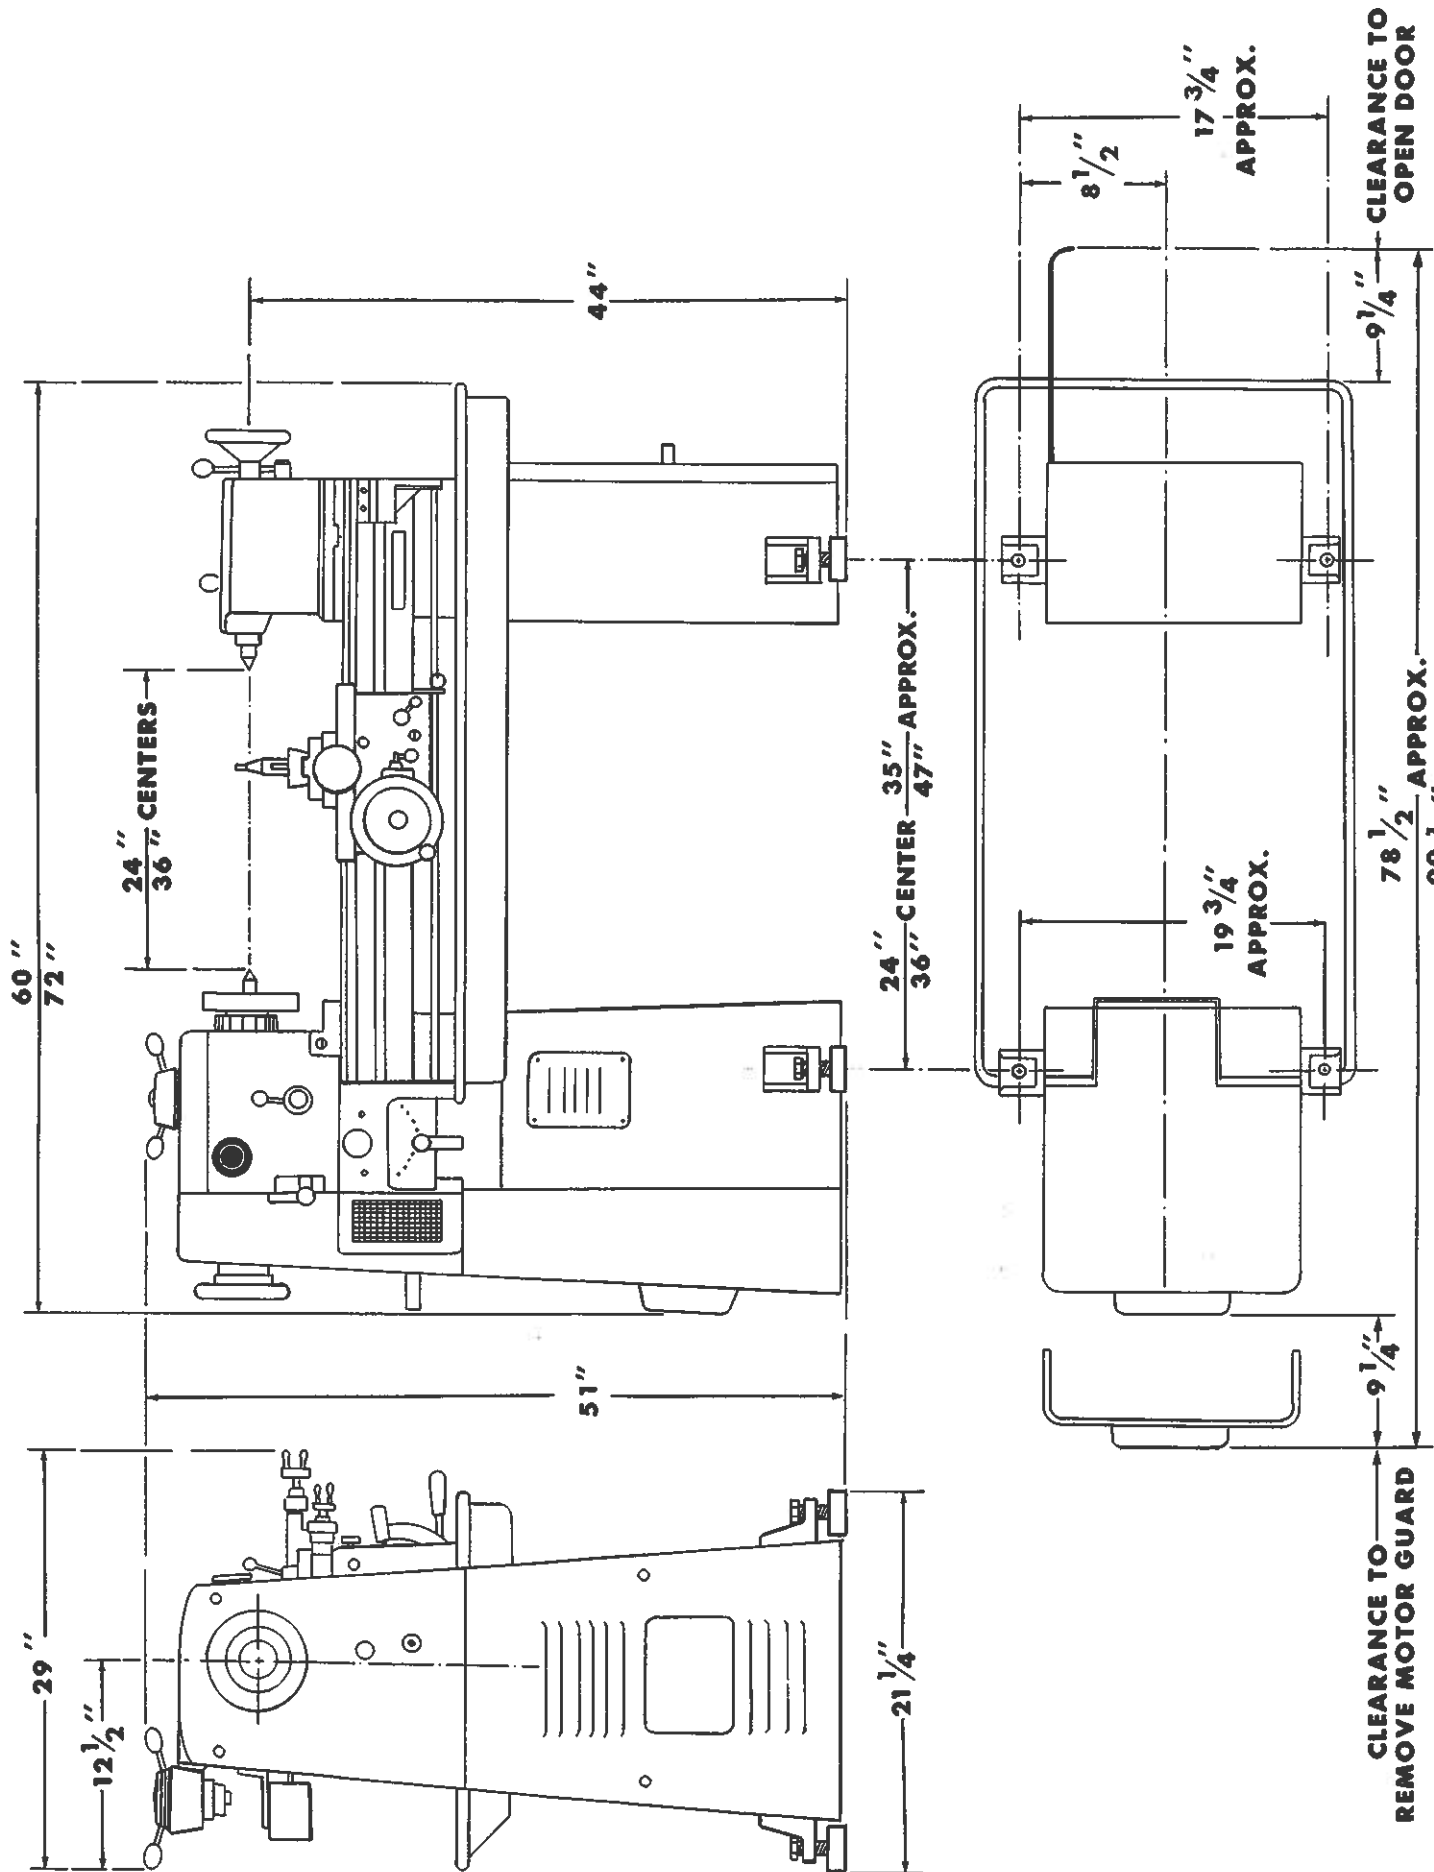 29"
12 1/2"
21 1/4"
51"
60"
72"
24"
36" CENTERS
44"
24" CENTER 35" APPROX.
36" 47"
CLEARANCE TO
REMOVE MOTOR GUARD
9 1/4"
19 3/4"
APPROX.
78 1/2" APPROX.
8 1/2"
17 3/4"
APPROX.
9 1/4"
CLEARANCE TO
OPEN DOOR